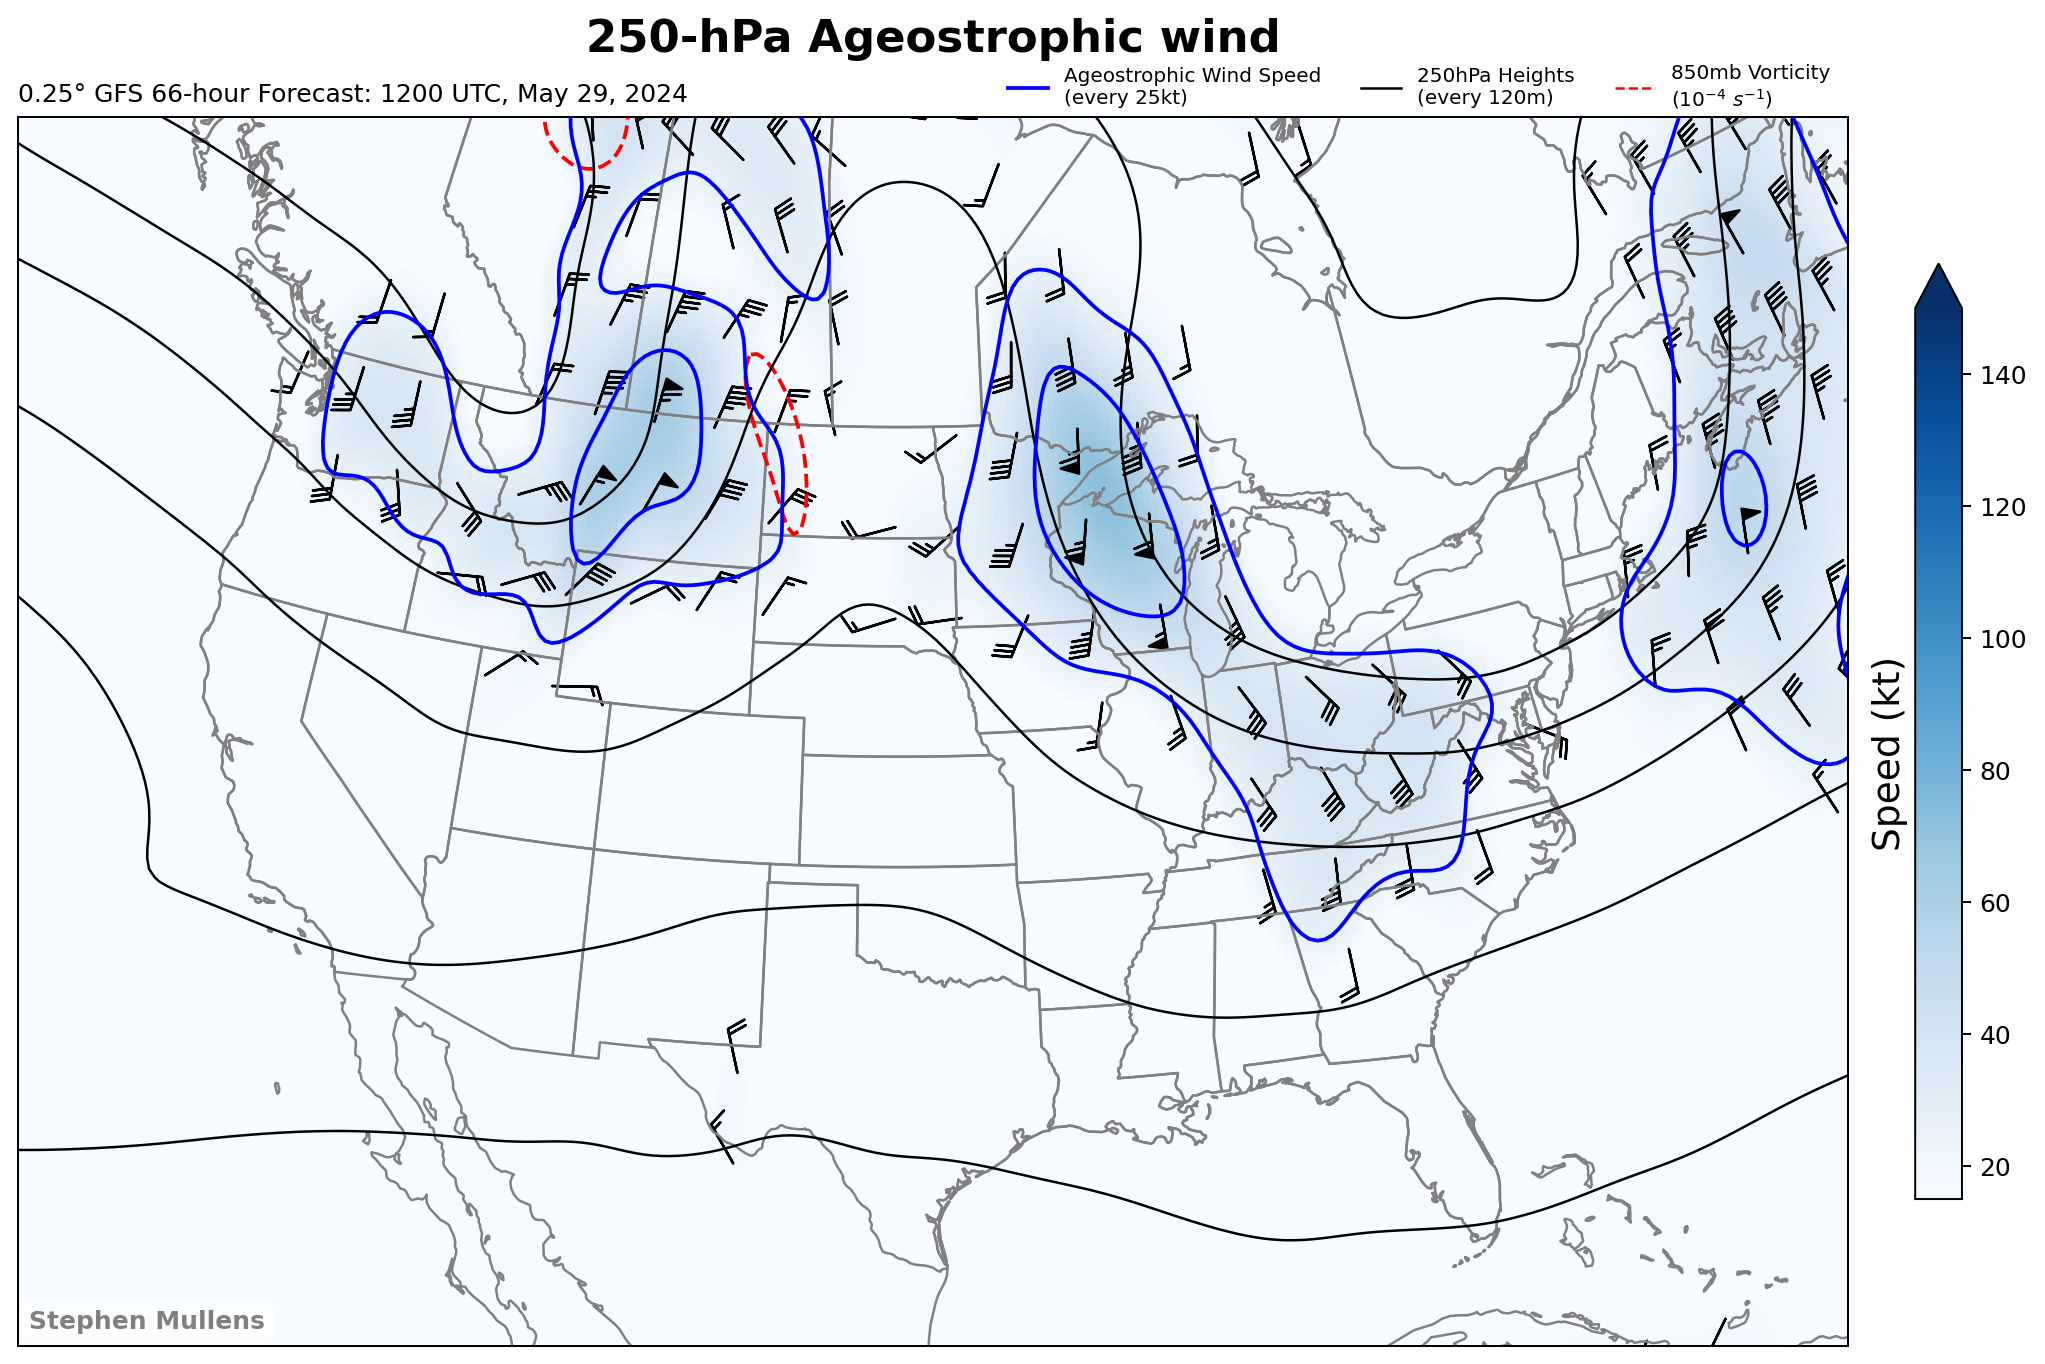 250-hPa Ageostrophic wind
0.25° GFS 66-hour Forecast: 1200 UTC, May 29, 2024
Ageostrophic Wind Speed
(every 25kt)
250hPa Heights
(every 120m)
850mb Vorticity
(10⁻⁴ s⁻¹)
140
120
100
80
60
40
20
Speed (kt)
Stephen Mullens